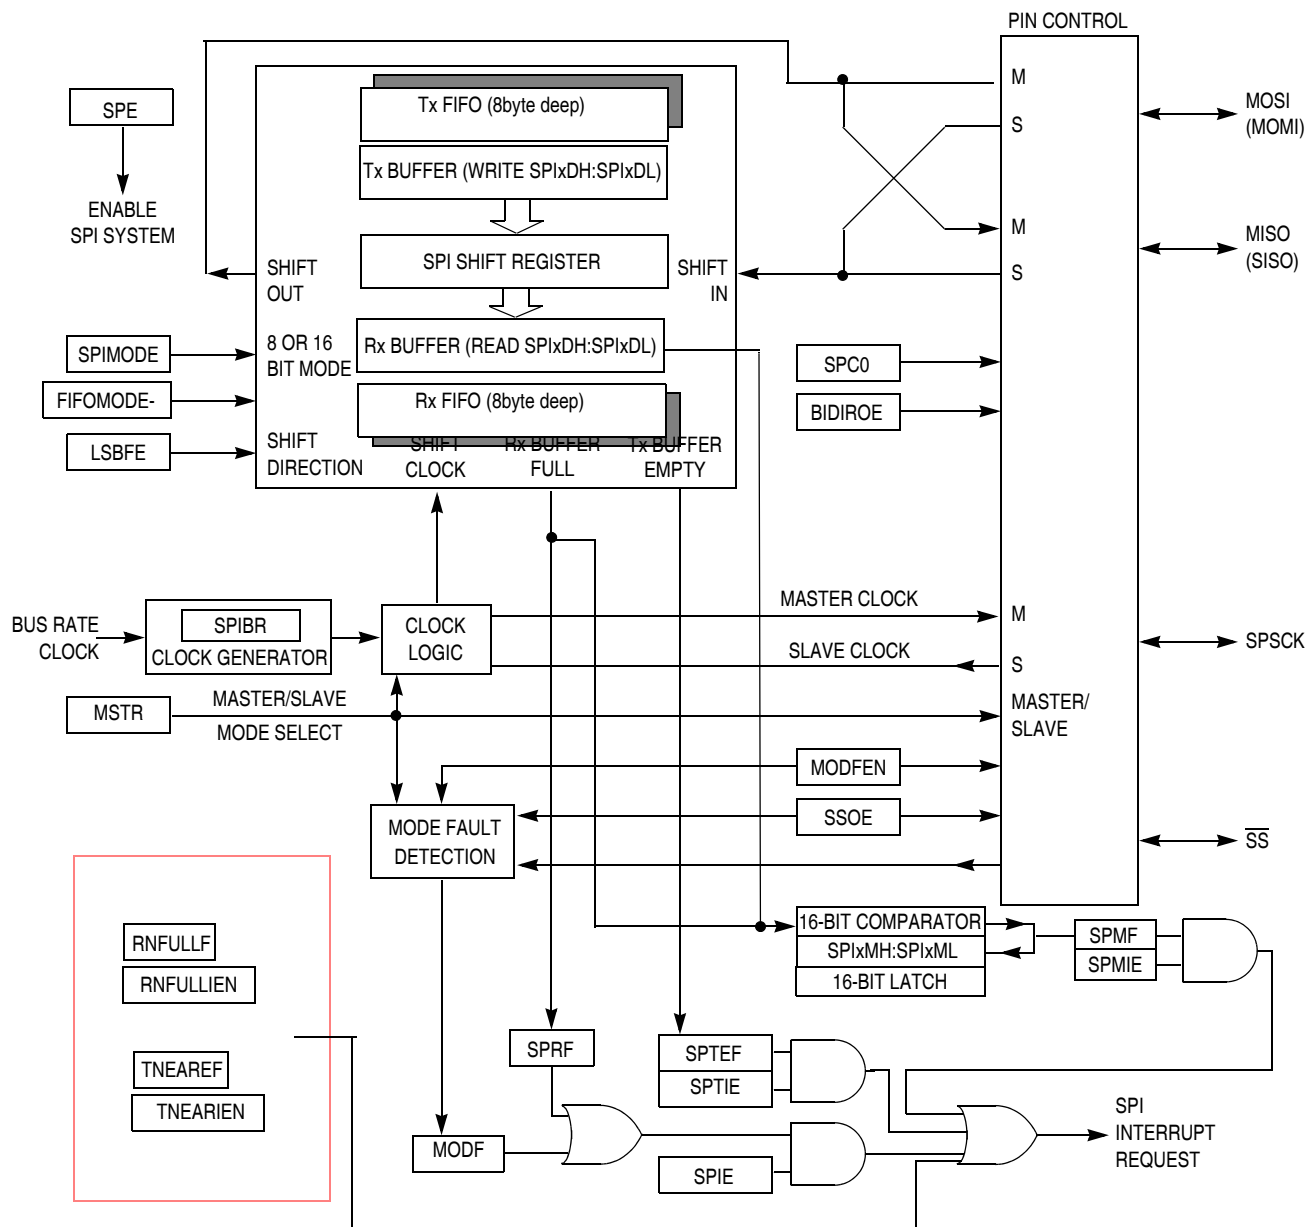 PIN CONTROL
Tx FIFO (8byte deep)
Tx BUFFER (WRITE SPIxDH:SPIxDL)
SPI SHIFT REGISTER
Rx BUFFER (READ SPIxDH:SPIxDL)
Rx FIFO (8byte deep)
SPE
ENABLE
SPI SYSTEM
SHIFT
OUT
SHIFT
IN
8 OR 16
BIT MODE
SHIFT
DIRECTION
SHIFT
CLOCK
Rx BUFFER
FULL
Tx BUFFER
EMPTY
SPIMODE
FIFOMODE-
LSBFE
M
S
M
S
MOSI
(MOMI)
MISO
(SISO)
SPC0
BIDIROE
BUS RATE
CLOCK
SPIBR
CLOCK GENERATOR
CLOCK
LOGIC
MASTER CLOCK
M
SLAVE CLOCK
S
SPSCK
MSTR
MASTER/SLAVE
MODE SELECT
MASTER/
SLAVE
MODFEN
SSOE
MODE FAULT
DETECTION
SS
16-BIT COMPARATOR
SPIxMH:SPIxML
16-BIT LATCH
SPMF
SPMIE
RNFULLF
RNFULLIEN
TNEAREF
TNEARIEN
SPRF
SPTEF
SPTIE
MODF
SPIE
SPI
INTERRUPT
REQUEST